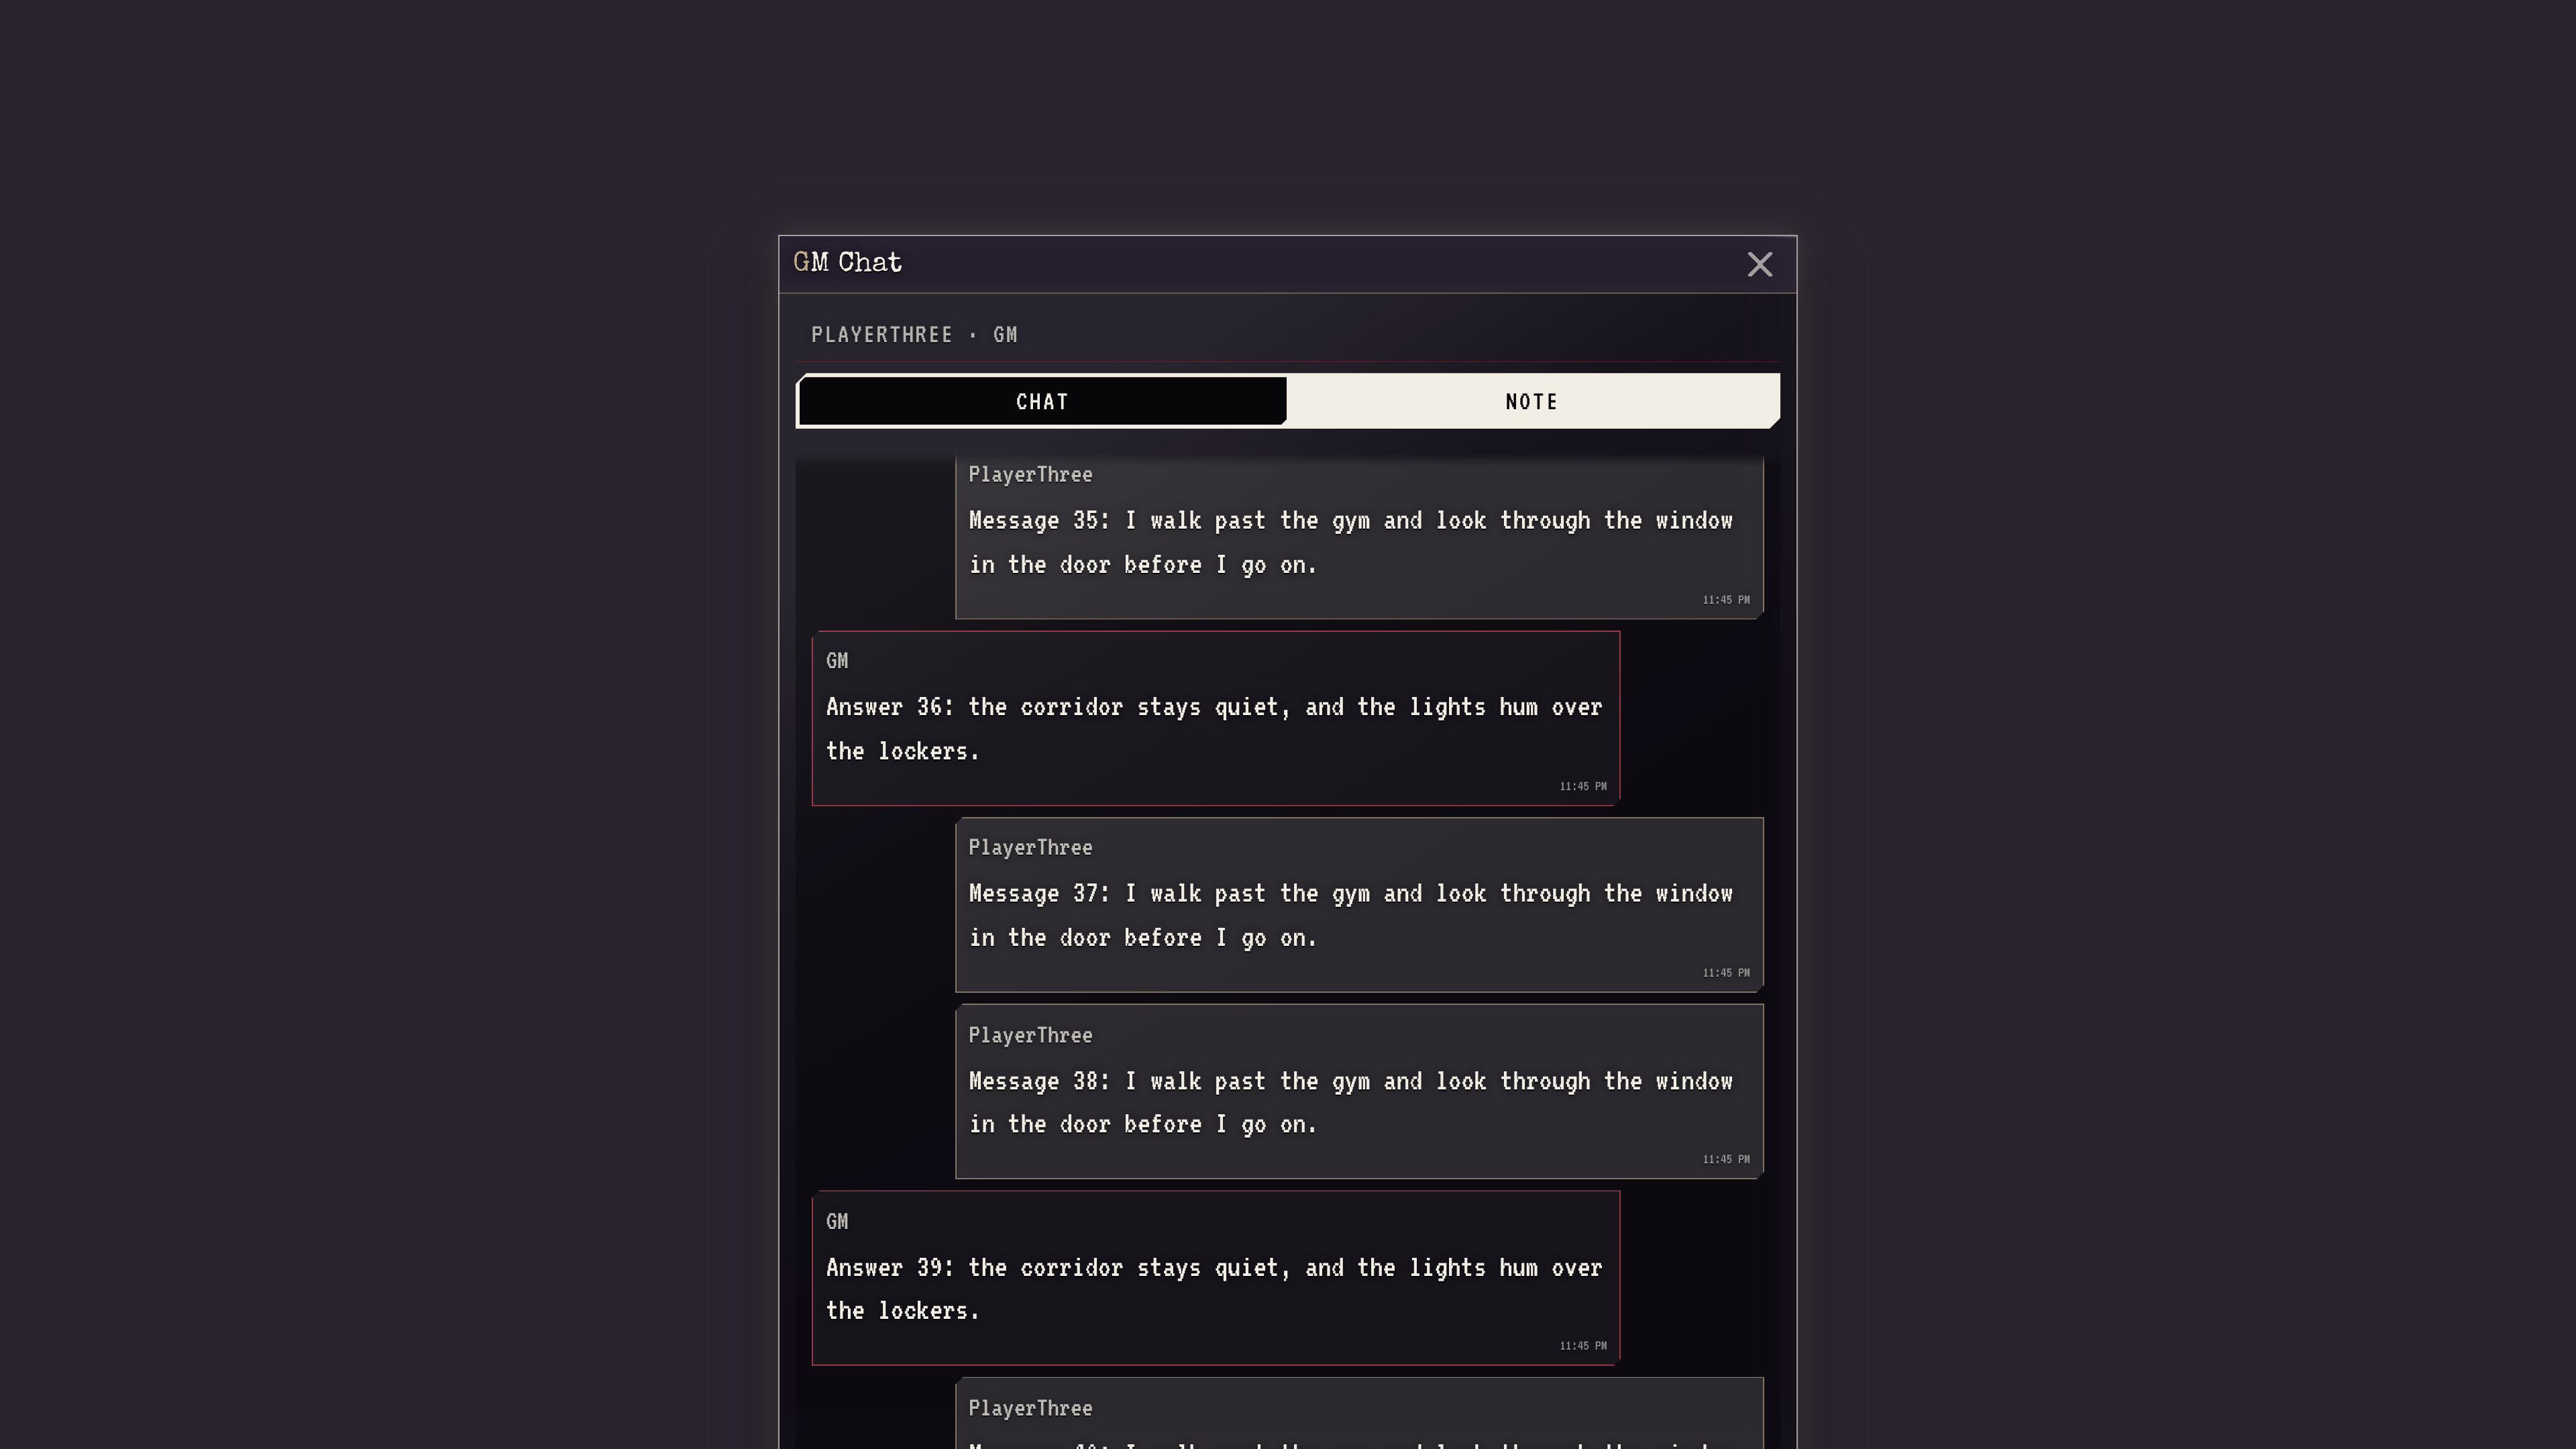 GM Chat
PLAYERTHREE · GM
CHAT
NOTE
PlayerThree
Message 35: I walk past the gym and look through the window
in the door before I go on.
11:45 PM
GM
Answer 36: the corridor stays quiet, and the lights hum over
the lockers.
11:45 PM
PlayerThree
Message 37: I walk past the gym and look through the window
in the door before I go on.
11:45 PM
PlayerThree
Message 38: I walk past the gym and look through the window
in the door before I go on.
11:45 PM
GM
Answer 39: the corridor stays quiet, and the lights hum over
the lockers.
11:45 PM
PlayerThree